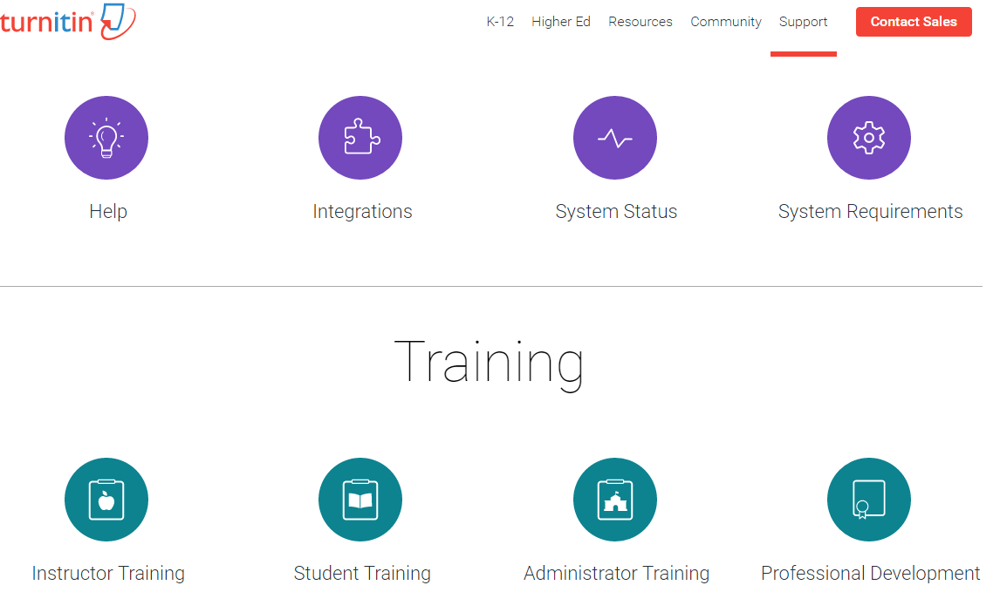 turnitin
K-12 Higher Ed Resources Community Support Contact Sales
Help Integrations System Status System Requirements
Training
Instructor Training Student Training Administrator Training Professional Development